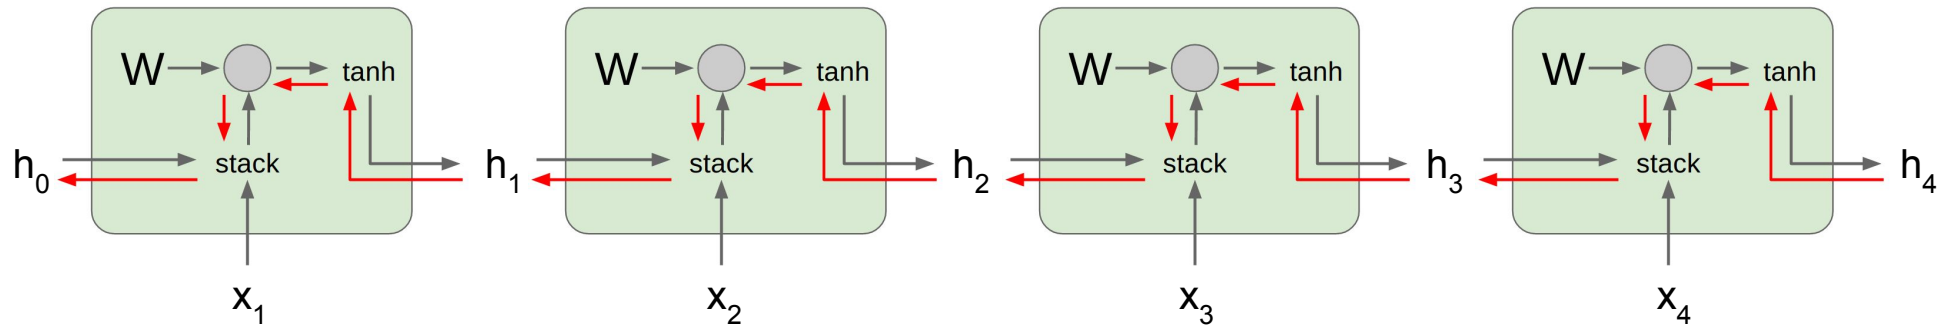 W tanh W tanh W tanh W tanh
h0 stack h1 stack h2 stack h3 stack h4
x1 x2 x3 x4